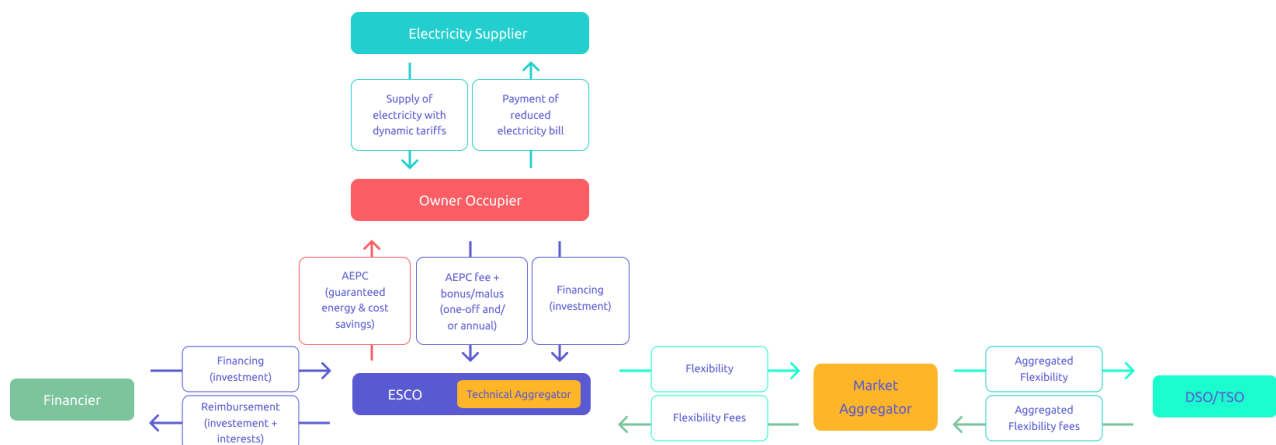 Electricity Supplier
Supply of
electricity with
dynamic tariffs
Payment of
reduced
electricity bill
Owner Occupier
AEPC
(guaranteed
energy & cost
savings)
AEPC fee +
bonus/malus
(one-off and/
or annual)
Financing
(investment)
Financier
Financing
(investment)
Reimbursement
(investement +
interests)
ESCO
Technical Aggregator
Flexibility
Flexibility Fees
Market
Aggregator
Aggregated
Flexibility
Aggregated
Flexibility fees
DSO/TSO